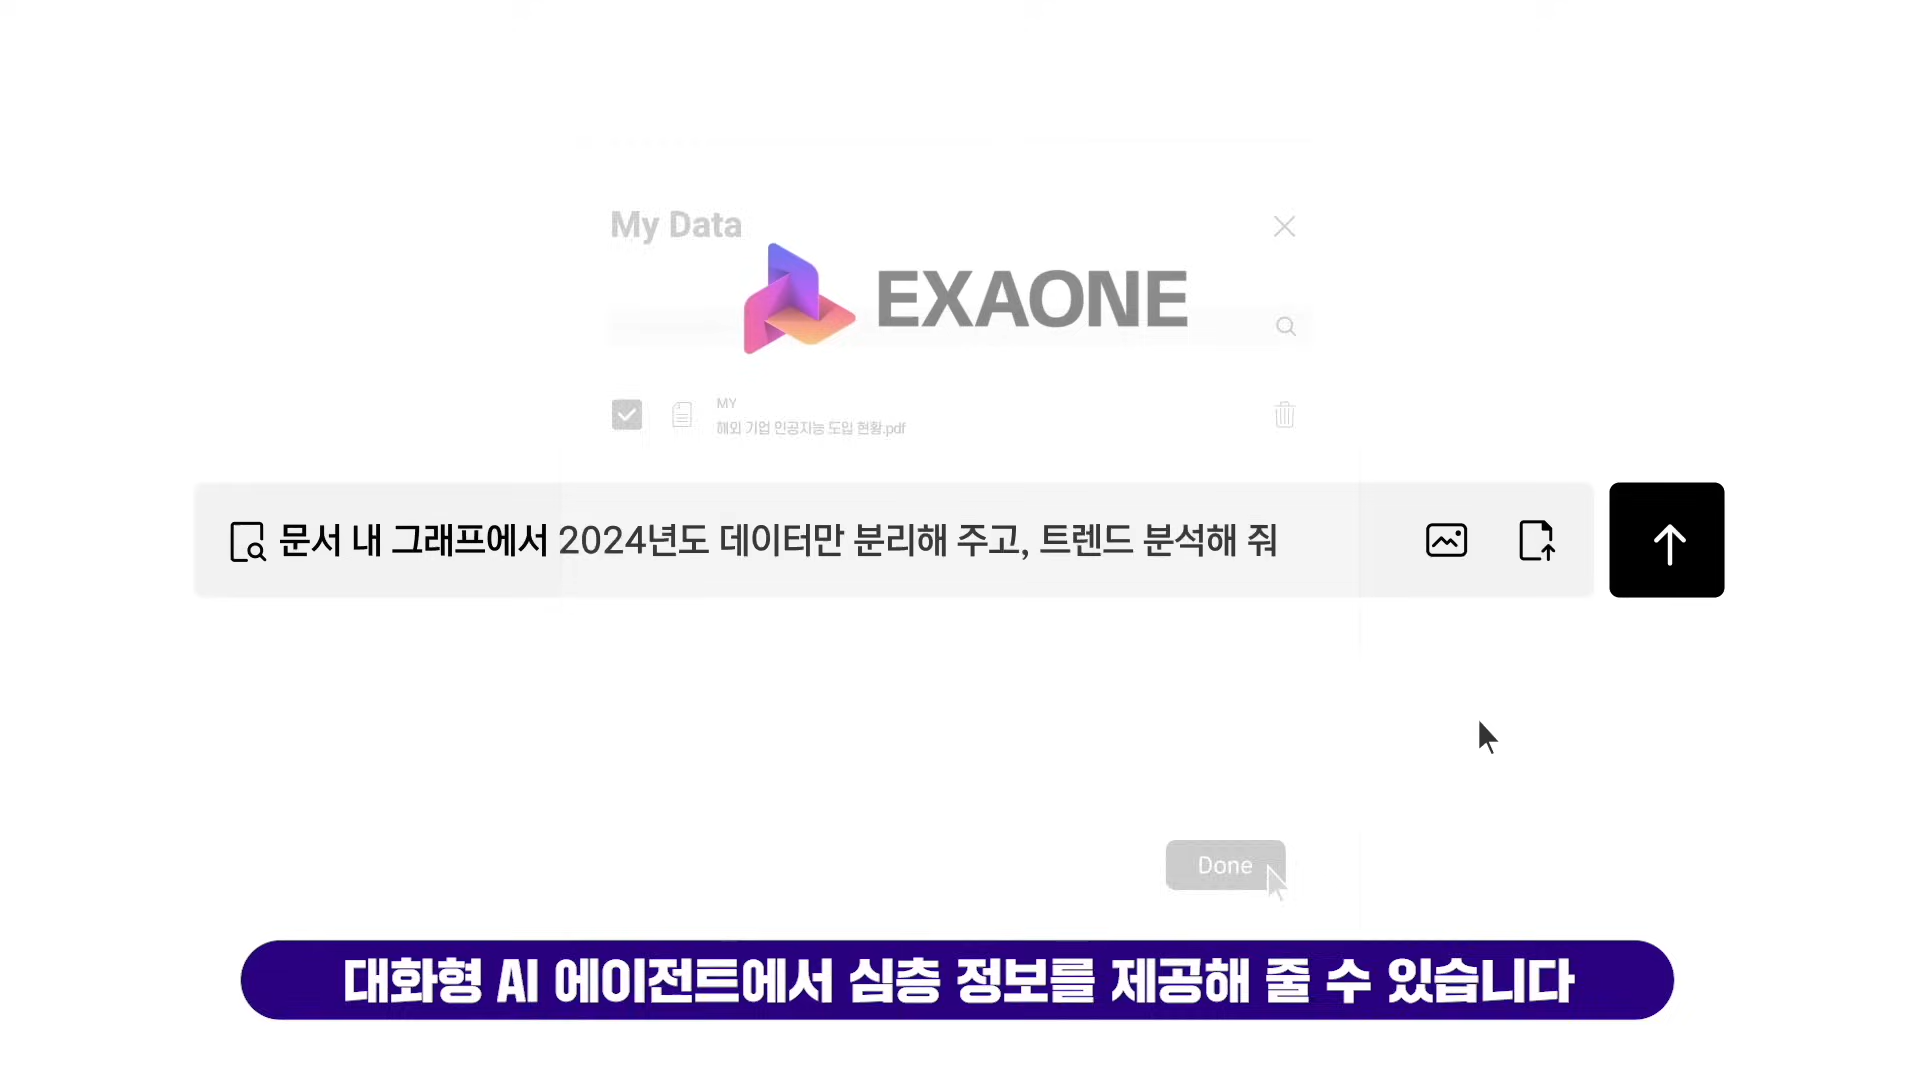 My Data
EXAONE
MY
해외 기업 인공지능 도입 현황.pdf
문서 내 그래프에서 2024년도 데이터만 분리해 주고, 트렌드 분석해 줘
Done
대화형 AI 에이전트에서 심층 정보를 제공해 줄 수 있습니다